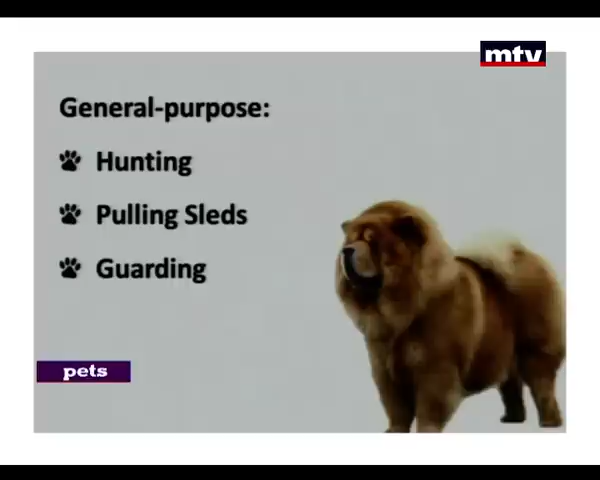 mtv
General-purpose:
Hunting
Pulling Sleds
Guarding
pets